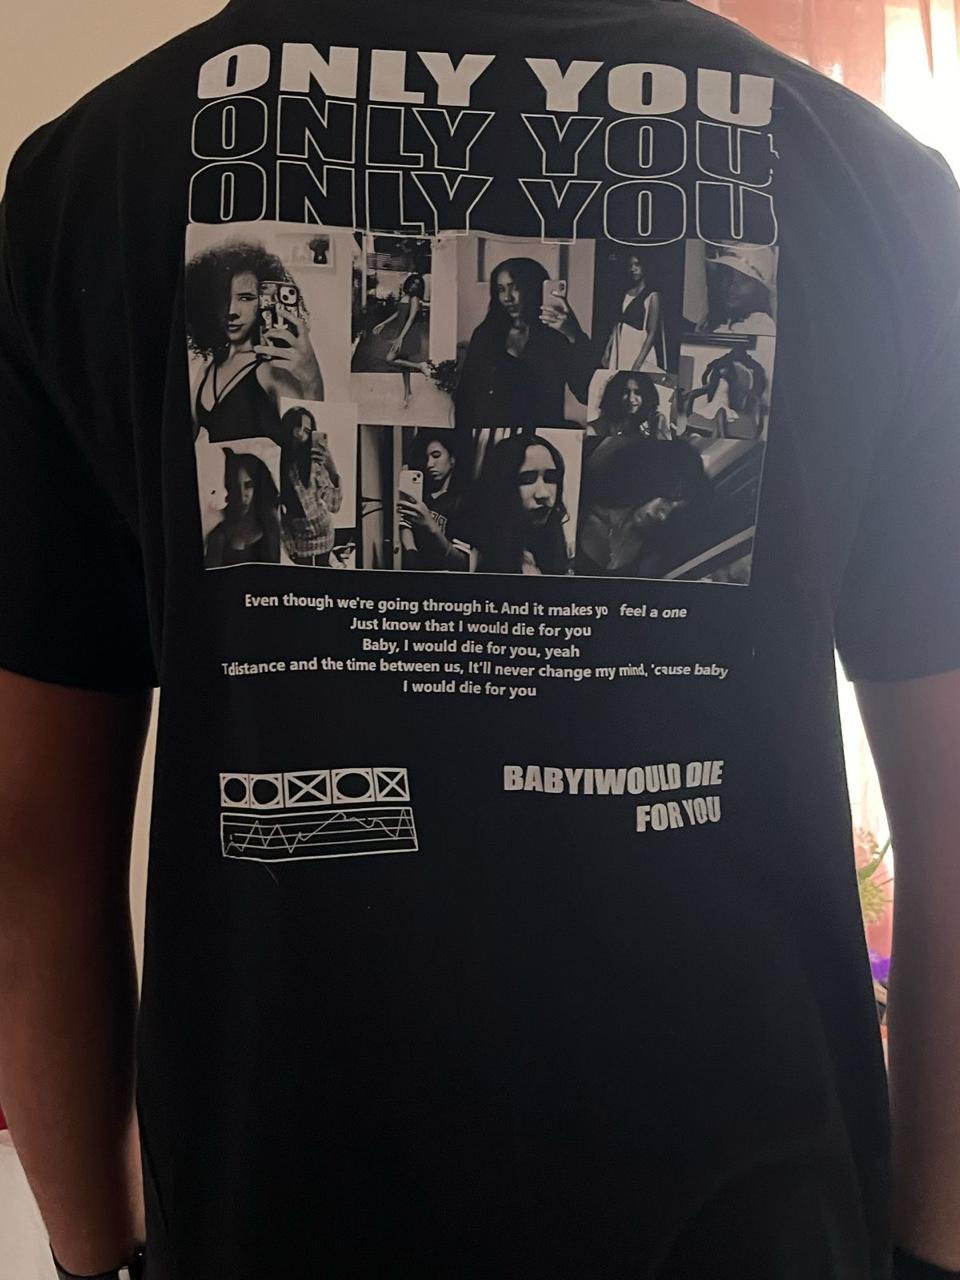 ONLY YOU
ONLY YOU
ONLY YOU
Even though we're going through it. And it makes yo feel a one
Just know that I would die for you
Baby, I would die for you, yeah
Tdistance and the time between us, It'll never change my mind, 'cause baby
I would die for you
BABYIWOULD DIE
FOR YOU